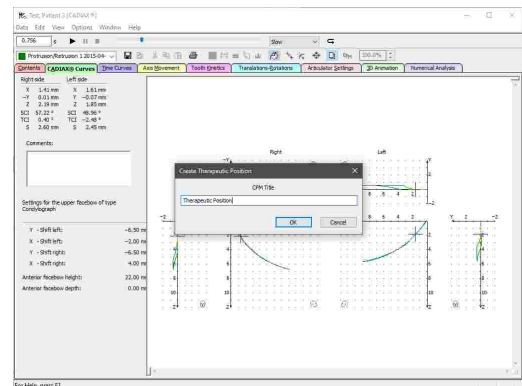 Test, Patient 3 [CADIAX ®]
Data Edit View Options Window Help
0.796 s Slow
Protrusion/Retrusion 1 2015-04- 100.0%
Contents CADIAX® Curves Time Curves Axis Movement Tooth Kinetics Translations-Rotations Articulator Settings 3D Animation Numerical Analysis
Right side Left side
X 1.41 mm X 1.61 mm
-Y 0.01 mm Y -0.07 mm
Z 2.19 mm Z 1.85 mm
SCI 57.22 ° SCI 48.96 °
TCI 0.40 ° TCI -2.48 °
S 2.60 mm S 2.45 mm
Comments:
Right Left
Create Therapeutic Position
CPM Title
Therapeutic Position
OK Cancel
Settings for the upper facebow of type
Condylograph
Y - Shift left: -6.50 m
X - Shift left: -2.00 m
Y - Shift right: -6.50 m
X - Shift right: 4.00 m
Anterior facebow height: 22.00 m
Anterior facebow depth: 0.00 m
For Help, press F1